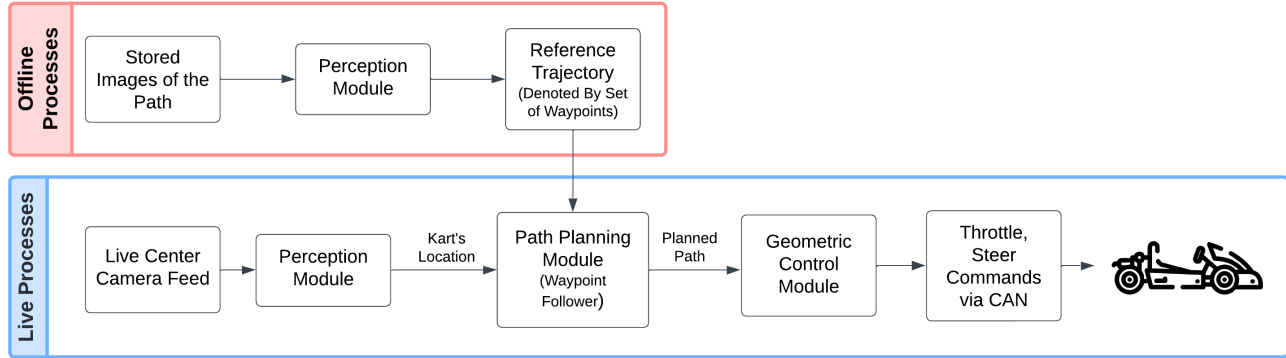 Offline
Processes
Stored
Images of the
Path
Perception
Module
Reference
Trajectory
(Denoted By Set
of Waypoints)
Live Processes
Live Center
Camera Feed
Perception
Module
Kart's
Location
Path Planning
Module
(Waypoint
Follower)
Planned
Path
Geometric
Control
Module
Throttle,
Steer
Commands
via CAN